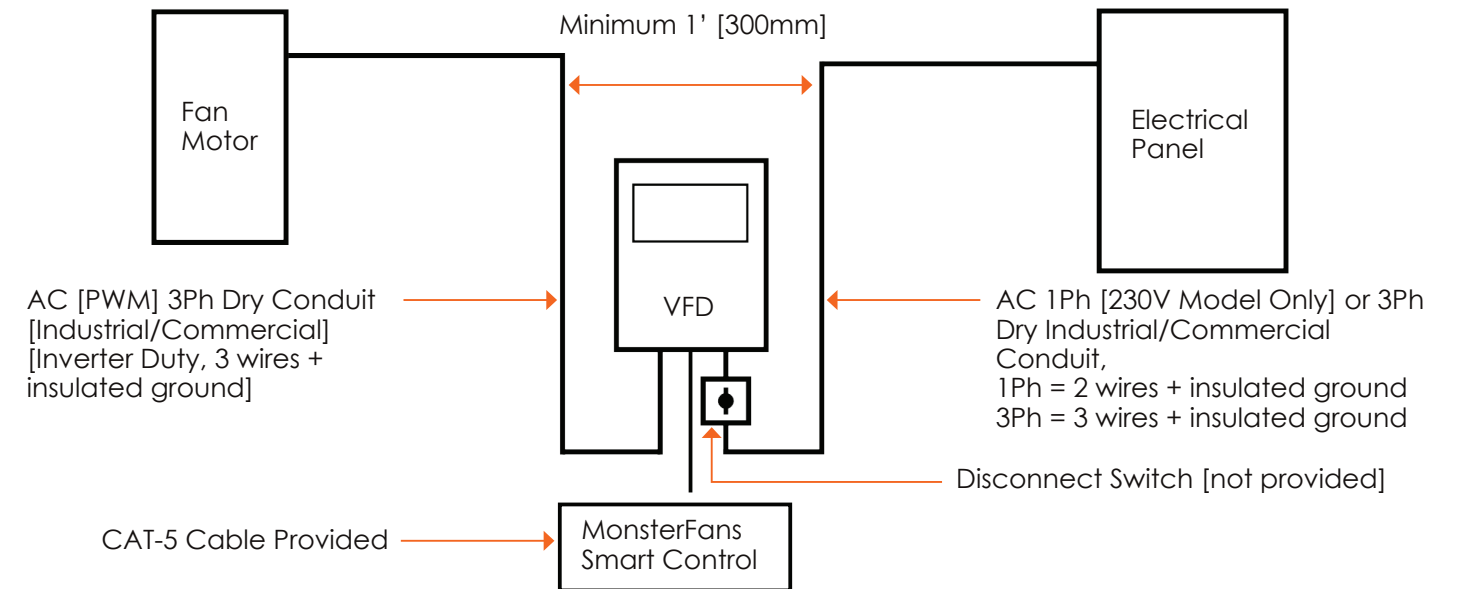 Minimum 1’ [300mm]
Fan
Motor
Electrical
Panel
VFD
AC [PWM] 3Ph Dry Conduit
[Industrial/Commercial]
[Inverter Duty, 3 wires +
insulated ground]
AC 1Ph [230V Model Only] or 3Ph
Dry Industrial/Commercial
Conduit,
1Ph = 2 wires + insulated ground
3Ph = 3 wires + insulated ground
Disconnect Switch [not provided]
CAT-5 Cable Provided
MonsterFans
Smart Control